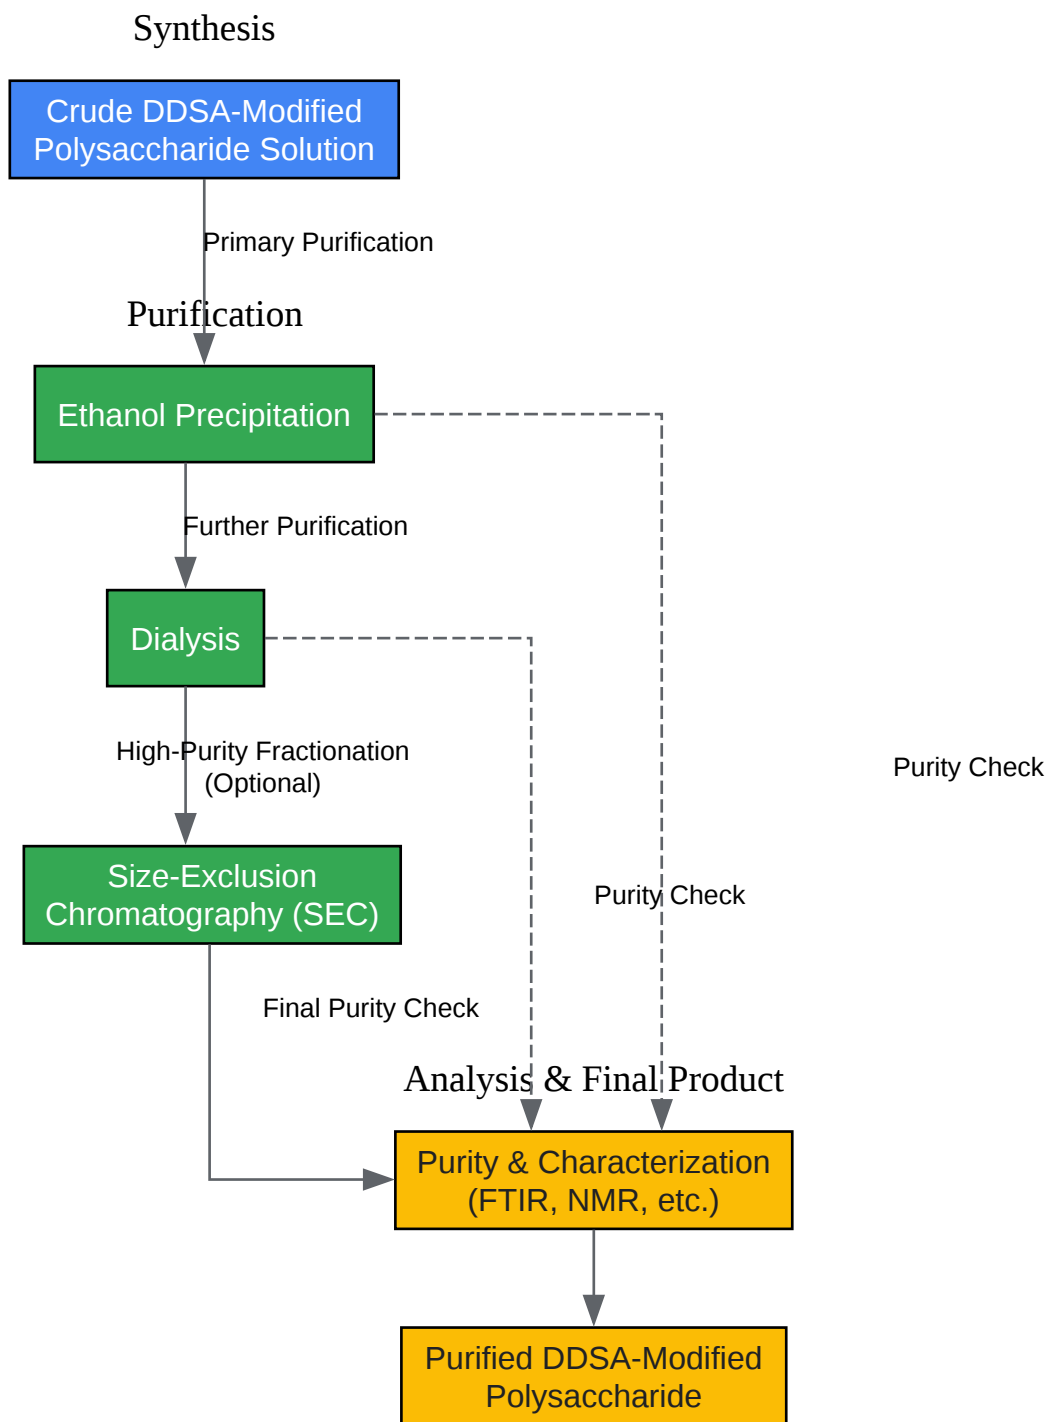 Synthesis
Crude DDSA-Modified
Polysaccharide Solution
Primary Purification
Purification
Ethanol Precipitation
Further Purification
Dialysis
High-Purity Fractionation
(Optional)
Purity Check
Size-Exclusion
Chromatography (SEC)
Purity Check
Final Purity Check
Analysis & Final Product
Purity & Characterization
(FTIR, NMR, etc.)
Purified DDSA-Modified
Polysaccharide